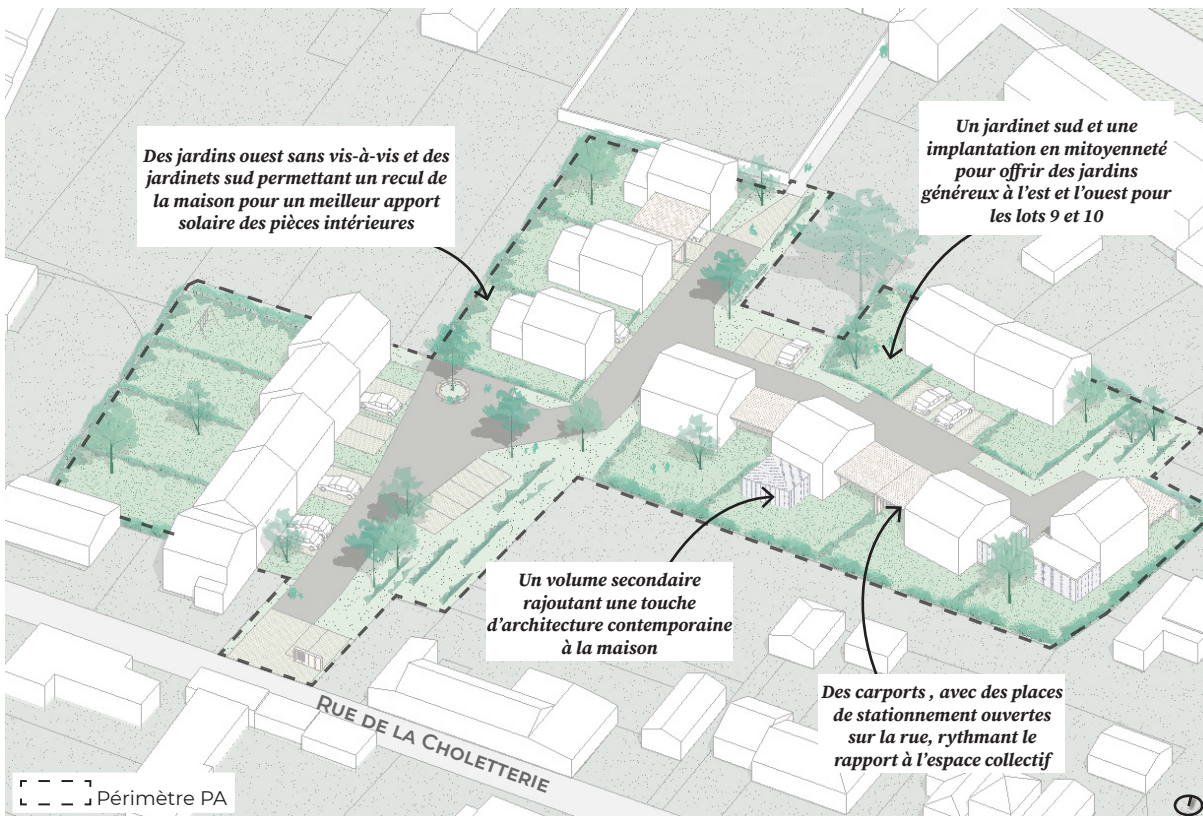 Des jardins ouest sans vis-à-vis et des
jardinets sud permettant un recul de
la maison pour un meilleur apport
solaire des pièces intérieures
Un jardinet sud et une
implantation en mitoyenneté
pour offrir des jardins
généreux à l'est et l'ouest pour
les lots 9 et 10
Un volume secondaire
rajoutant une touche
d'architecture contemporaine
à la maison
Des carports , avec des places
de stationnement ouvertes
sur la rue, rythmant le
rapport à l'espace collectif
RUE DE LA CHOLETTERIE
Périmètre PA